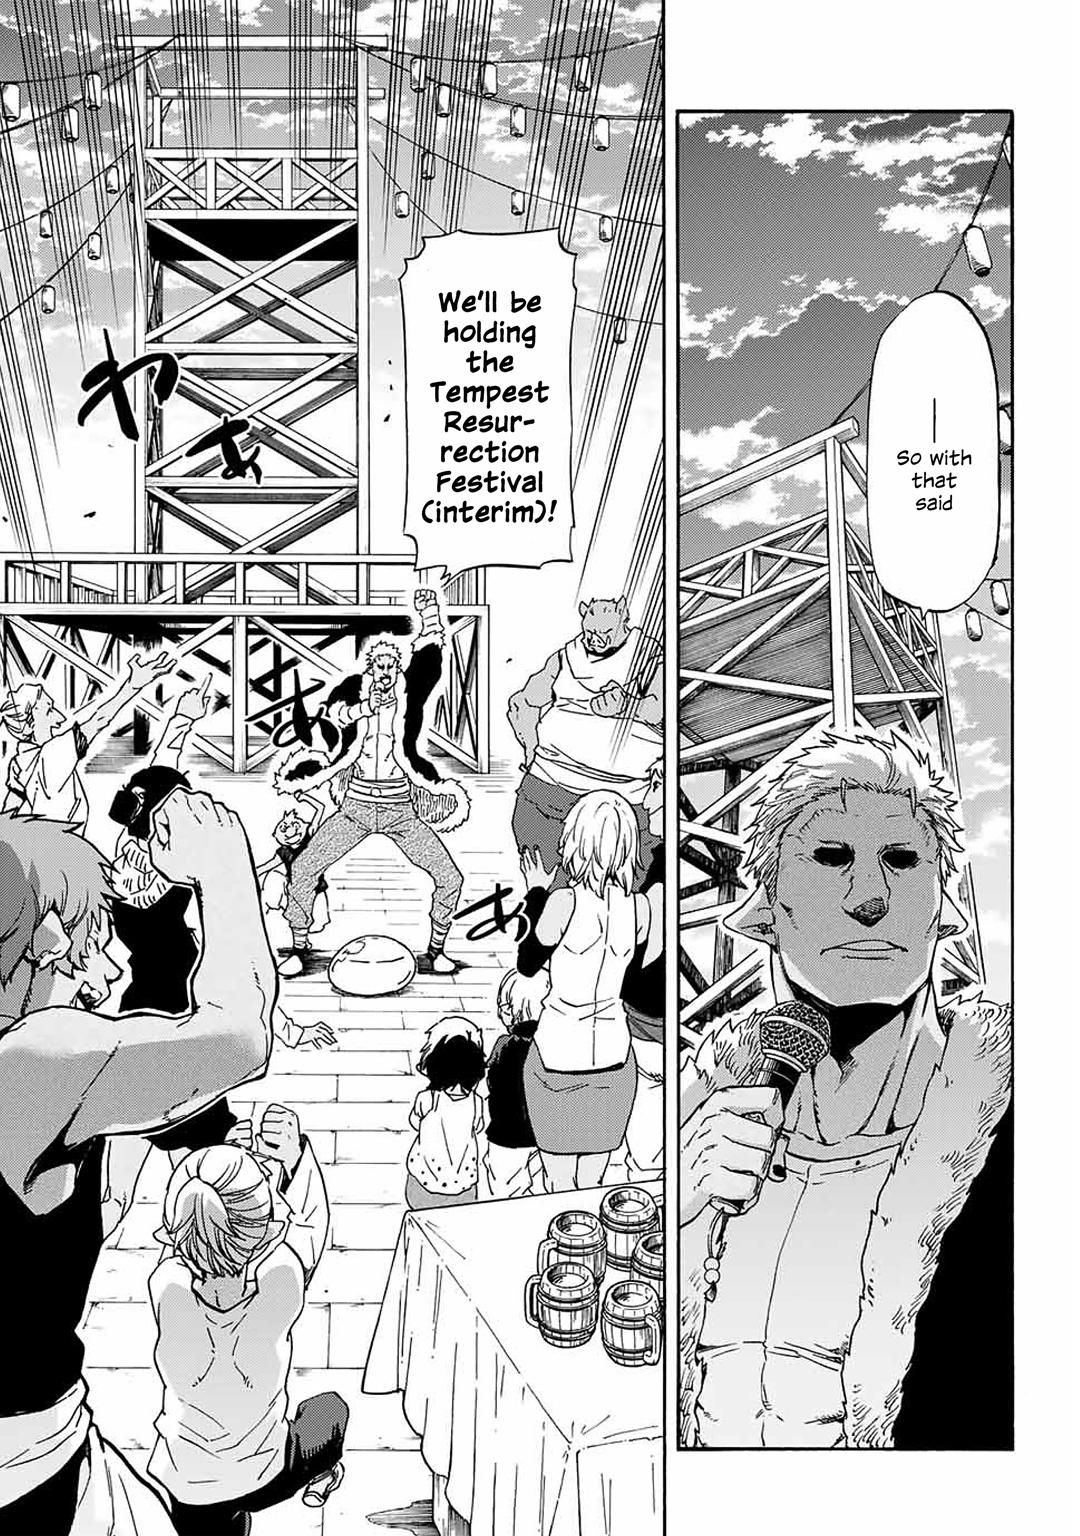 So with
that
said
We'll be
holding
the
Tempest
Resur-
rection
Festival
(interim)!
わ
あ
あ
あ